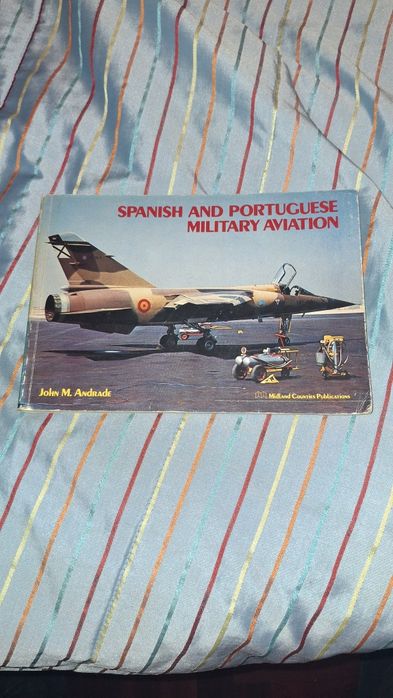 SPANISH AND PORTUGUESE
MILITARY AVIATION
JOHN M. ANDRADE
MIDLAND COUNTIES PUBLICATIONS